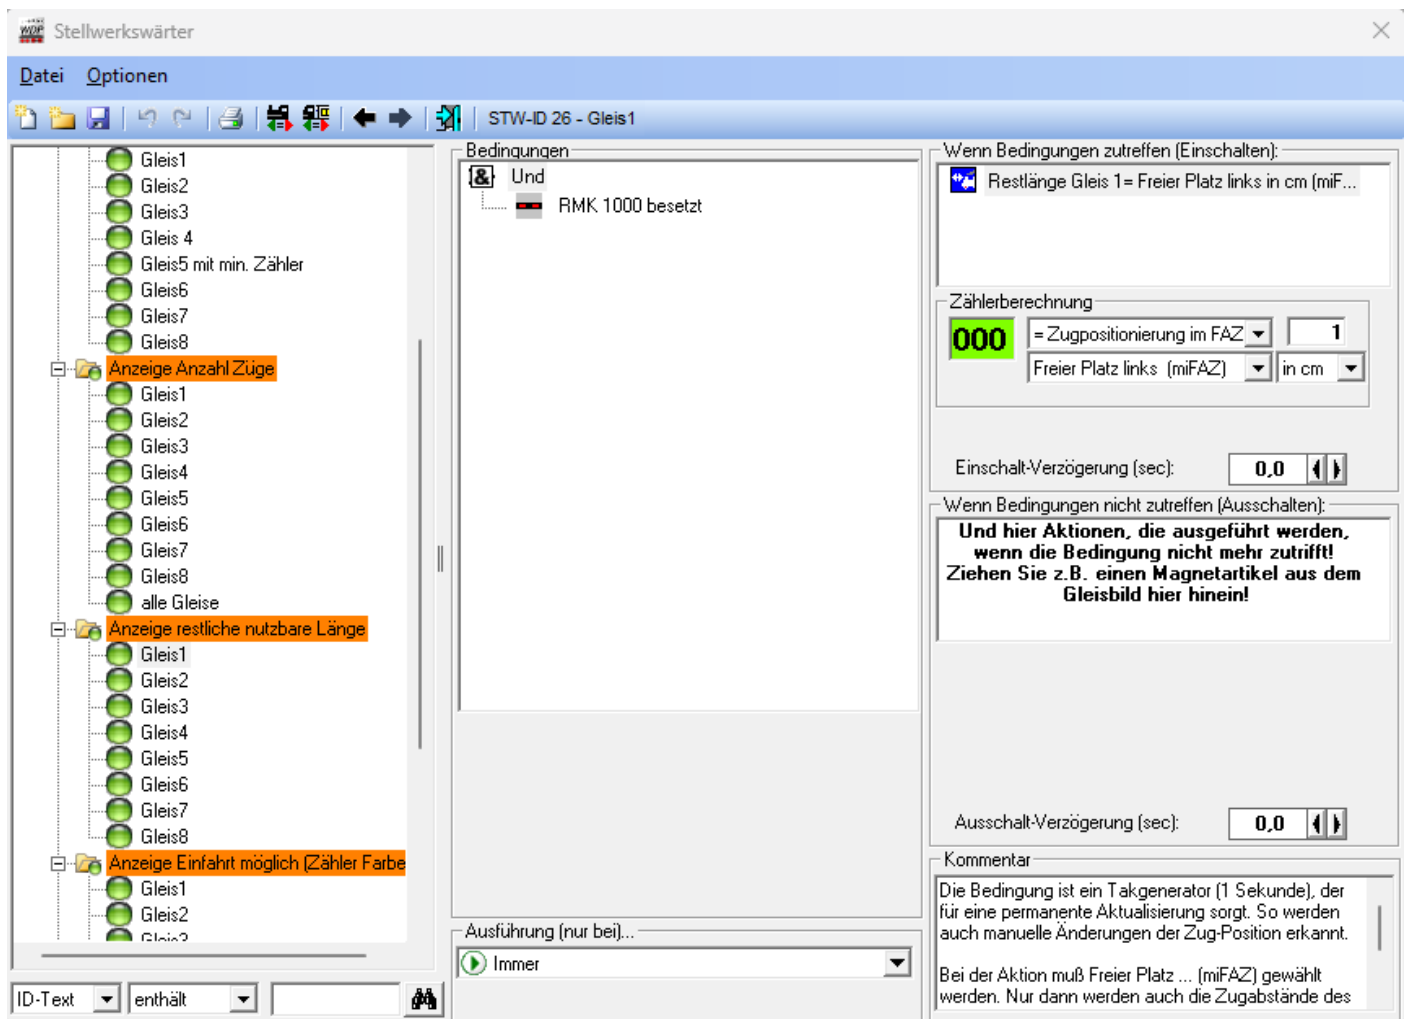 Stellwerkswärter
Datei Optionen
STW-ID 26 - Gleis1
Gleis1
Gleis2
Gleis3
Gleis 4
Gleis5 mit min. Zähler
Gleis6
Gleis7
Gleis8
Anzeige Anzahl Züge
Gleis1
Gleis2
Gleis3
Gleis4
Gleis5
Gleis6
Gleis7
Gleis8
alle Gleise
Anzeige restliche nutzbare Länge
Gleis1
Gleis2
Gleis3
Gleis4
Gleis5
Gleis6
Gleis7
Gleis8
Anzeige Einfahrt möglich (Zähler Farbe
Gleis1
Gleis2
Gleis3
ID-Text enthält
Bedingungen
& Und
RMK 1000 besetzt
Ausführung (nur bei)...
Immer
Wenn Bedingungen zutreffen (Einschalten):
Restlänge Gleis 1= Freier Platz links in cm (miF...
Zählerberechnung
000 = Zugpositionierung im FAZ 1
Freier Platz links (miFAZ) in cm
Einschalt-Verzögerung (sec): 0,0
Wenn Bedingungen nicht zutreffen (Ausschalten):
Und hier Aktionen, die ausgeführt werden,
wenn die Bedingung nicht mehr zutrifft!
Ziehen Sie z.B. einen Magnetartikel aus dem
Gleisbild hier hinein!
Ausschalt-Verzögerung (sec): 0,0
Kommentar
Die Bedingung ist ein Takgenerator (1 Sekunde), der
für eine permanente Aktualisierung sorgt. So werden
auch manuelle Änderungen der Zug-Position erkannt.
Bei der Aktion muß Freier Platz ... (miFAZ) gewählt
werden. Nur dann werden auch die Zugabstände des